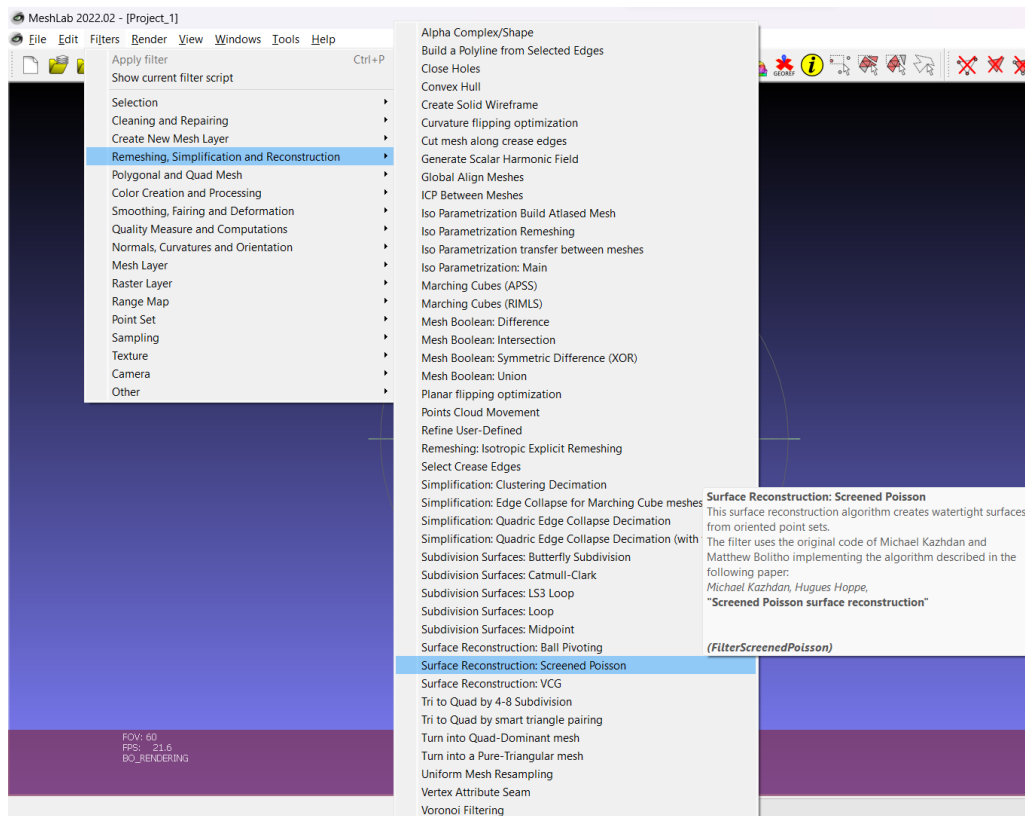 MeshLab 2022.02 - [Project_1]
File Edit Filters Render View Windows Tools Help
GEOREF
Apply filter Ctrl+P
Show current filter script
Selection
Cleaning and Repairing
Create New Mesh Layer
Remeshing, Simplification and Reconstruction
Polygonal and Quad Mesh
Color Creation and Processing
Smoothing, Fairing and Deformation
Quality Measure and Computations
Normals, Curvatures and Orientation
Mesh Layer
Raster Layer
Range Map
Point Set
Sampling
Texture
Camera
Other
Alpha Complex/Shape
Build a Polyline from Selected Edges
Close Holes
Convex Hull
Create Solid Wireframe
Curvature flipping optimization
Cut mesh along crease edges
Generate Scalar Harmonic Field
Global Align Meshes
ICP Between Meshes
Iso Parametrization Build Atlased Mesh
Iso Parametrization Remeshing
Iso Parametrization transfer between meshes
Iso Parametrization: Main
Marching Cubes (APSS)
Marching Cubes (RIMLS)
Mesh Boolean: Difference
Mesh Boolean: Intersection
Mesh Boolean: Symmetric Difference (XOR)
Mesh Boolean: Union
Planar flipping optimization
Points Cloud Movement
Refine User-Defined
Remeshing: Isotropic Explicit Remeshing
Select Crease Edges
Simplification: Clustering Decimation
Simplification: Edge Collapse for Marching Cube meshes
Simplification: Quadric Edge Collapse Decimation
Simplification: Quadric Edge Collapse Decimation (with
Subdivision Surfaces: Butterfly Subdivision
Subdivision Surfaces: Catmull-Clark
Subdivision Surfaces: LS3 Loop
Subdivision Surfaces: Loop
Subdivision Surfaces: Midpoint
Surface Reconstruction: Ball Pivoting
Surface Reconstruction: Screened Poisson
Surface Reconstruction: VCG
Tri to Quad by 4-8 Subdivision
Tri to Quad by smart triangle pairing
Turn into Quad-Dominant mesh
Turn into a Pure-Triangular mesh
Uniform Mesh Resampling
Vertex Attribute Seam
Voronoi Filtering
Surface Reconstruction: Screened Poisson
This surface reconstruction algorithm creates watertight surfaces
from oriented point sets.
The filter uses the original code of Michael Kazhdan and
Matthew Bolitho implementing the algorithm described in the
following paper:
Michael Kazhdan, Hugues Hoppe,
"Screened Poisson surface reconstruction"
(FilterScreenedPoisson)
FOV: 60
FPS: 21.6
BO_RENDERING